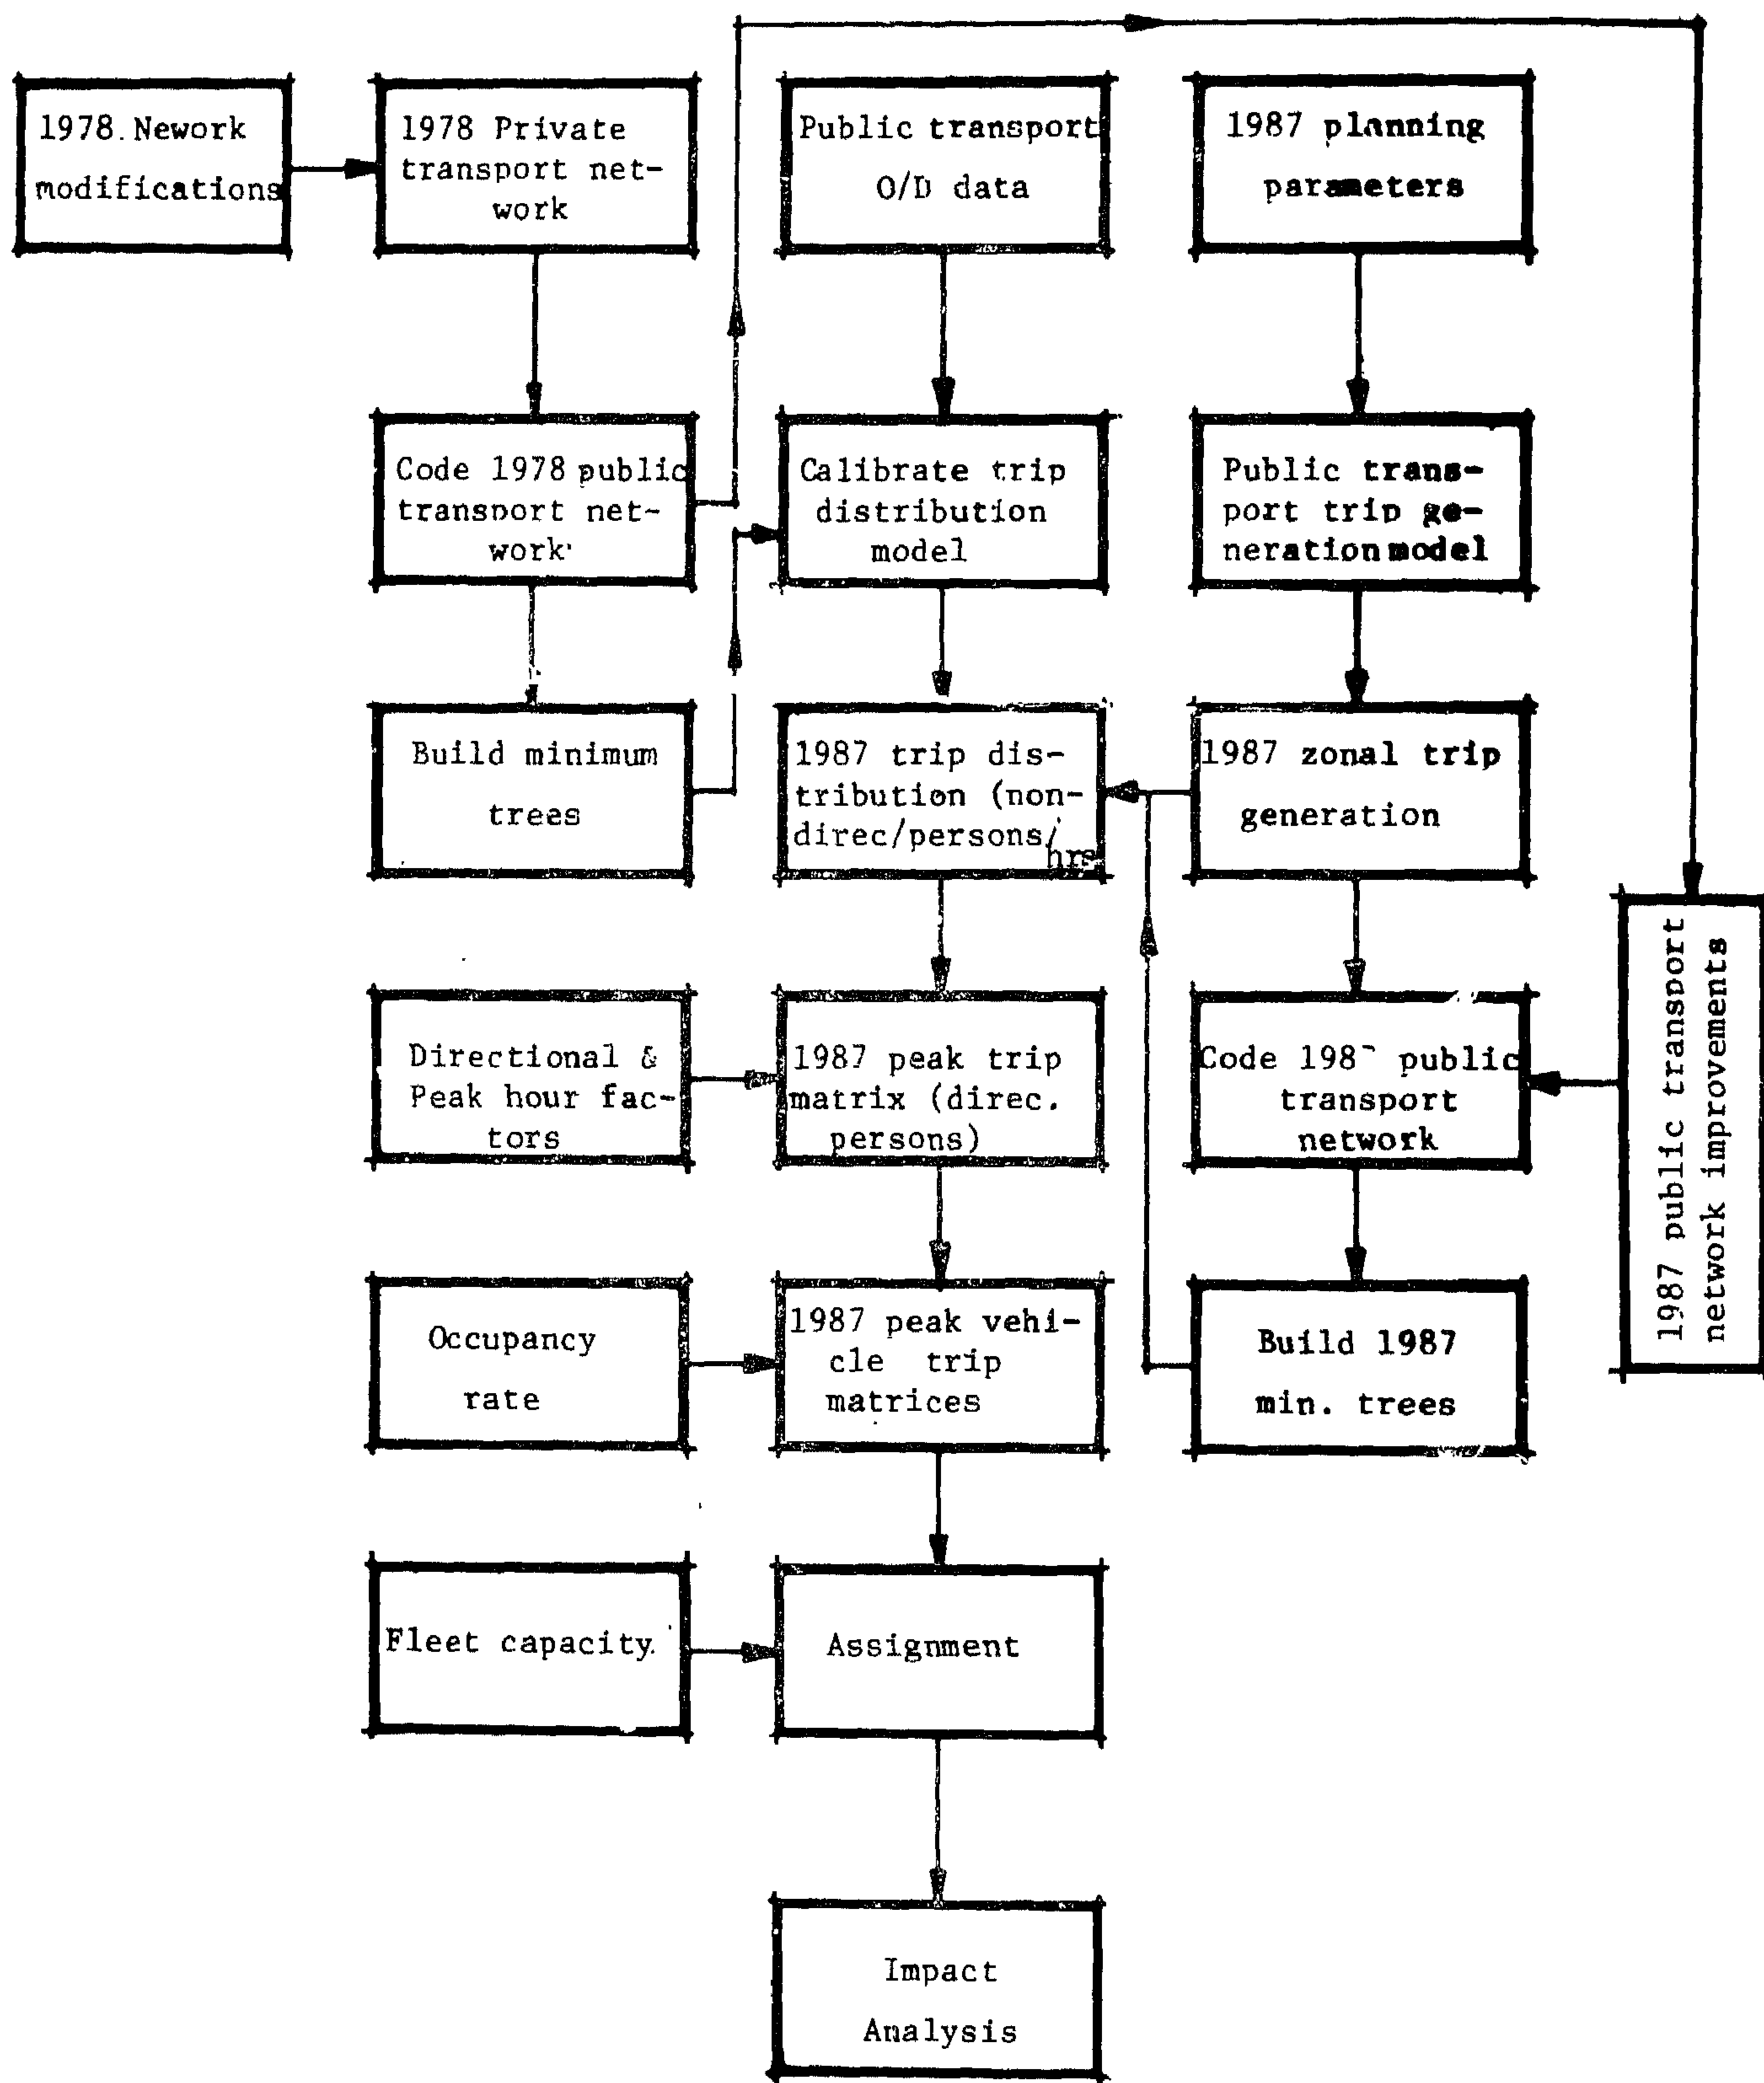 1978 Nework
modifications
1978 Private
transport net-
work
Public transport
O/D data
1987 planning
parameters
Code 1978 public
transport net-
work
Calibrate trip
distribution
model
Public trans-
port trip ge-
neration model
Build minimum
trees
1987 trip dis-
tribution (non-
direc/persons/
hrs
1987 zonal trip
generation
1987 public transport
network improvements
Directional &
Peak hour fac-
tors
1987 peak trip
matrix (direc.
persons)
Code 198 public
transport
network
Occupancy
rate
1987 peak vehi-
cle trip
matrices
Build 1987
min. trees
Fleet capacity
Assignment
Impact
Analysis